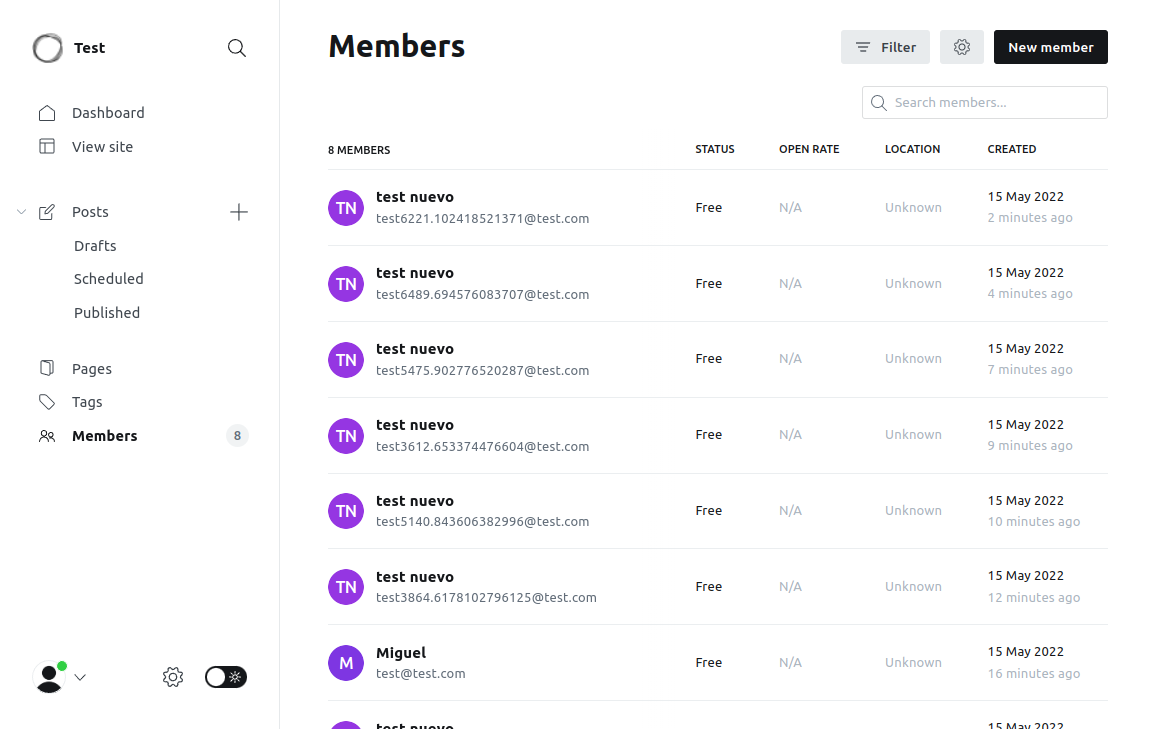 Test
Dashboard
View site
Posts
Drafts
Scheduled
Published
Pages
Tags
Members 8
Members
Filter
New member
Search members...
8 MEMBERS STATUS OPEN RATE LOCATION CREATED
TN test nuevo
test6221.102418521371@test.com
Free N/A Unknown
15 May 2022
2 minutes ago
TN test nuevo
test6489.694576083707@test.com
Free N/A Unknown
15 May 2022
4 minutes ago
TN test nuevo
test5475.902776520287@test.com
Free N/A Unknown
15 May 2022
7 minutes ago
TN test nuevo
test3612.653374476604@test.com
Free N/A Unknown
15 May 2022
9 minutes ago
TN test nuevo
test5140.843606382996@test.com
Free N/A Unknown
15 May 2022
10 minutes ago
TN test nuevo
test3864.6178102796125@test.com
Free N/A Unknown
15 May 2022
12 minutes ago
M Miguel
test@test.com
Free N/A Unknown
15 May 2022
16 minutes ago
test nuevo
15 May 2022